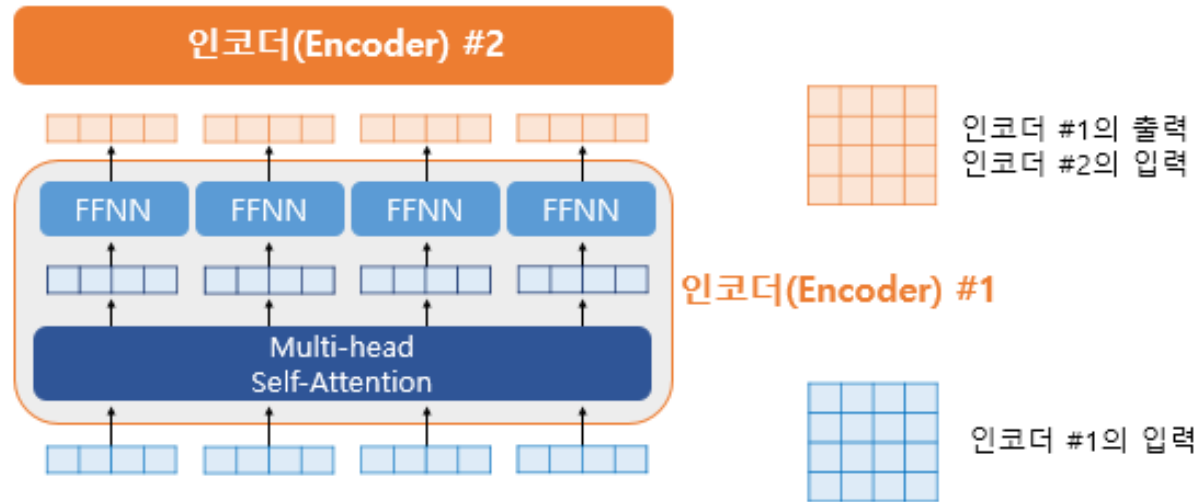 인코더(Encoder) #2
인코더 #1의 출력
인코더 #2의 입력
FFNN FFNN FFNN FFNN
인코더(Encoder) #1
Multi-head
Self-Attention
인코더 #1의 입력